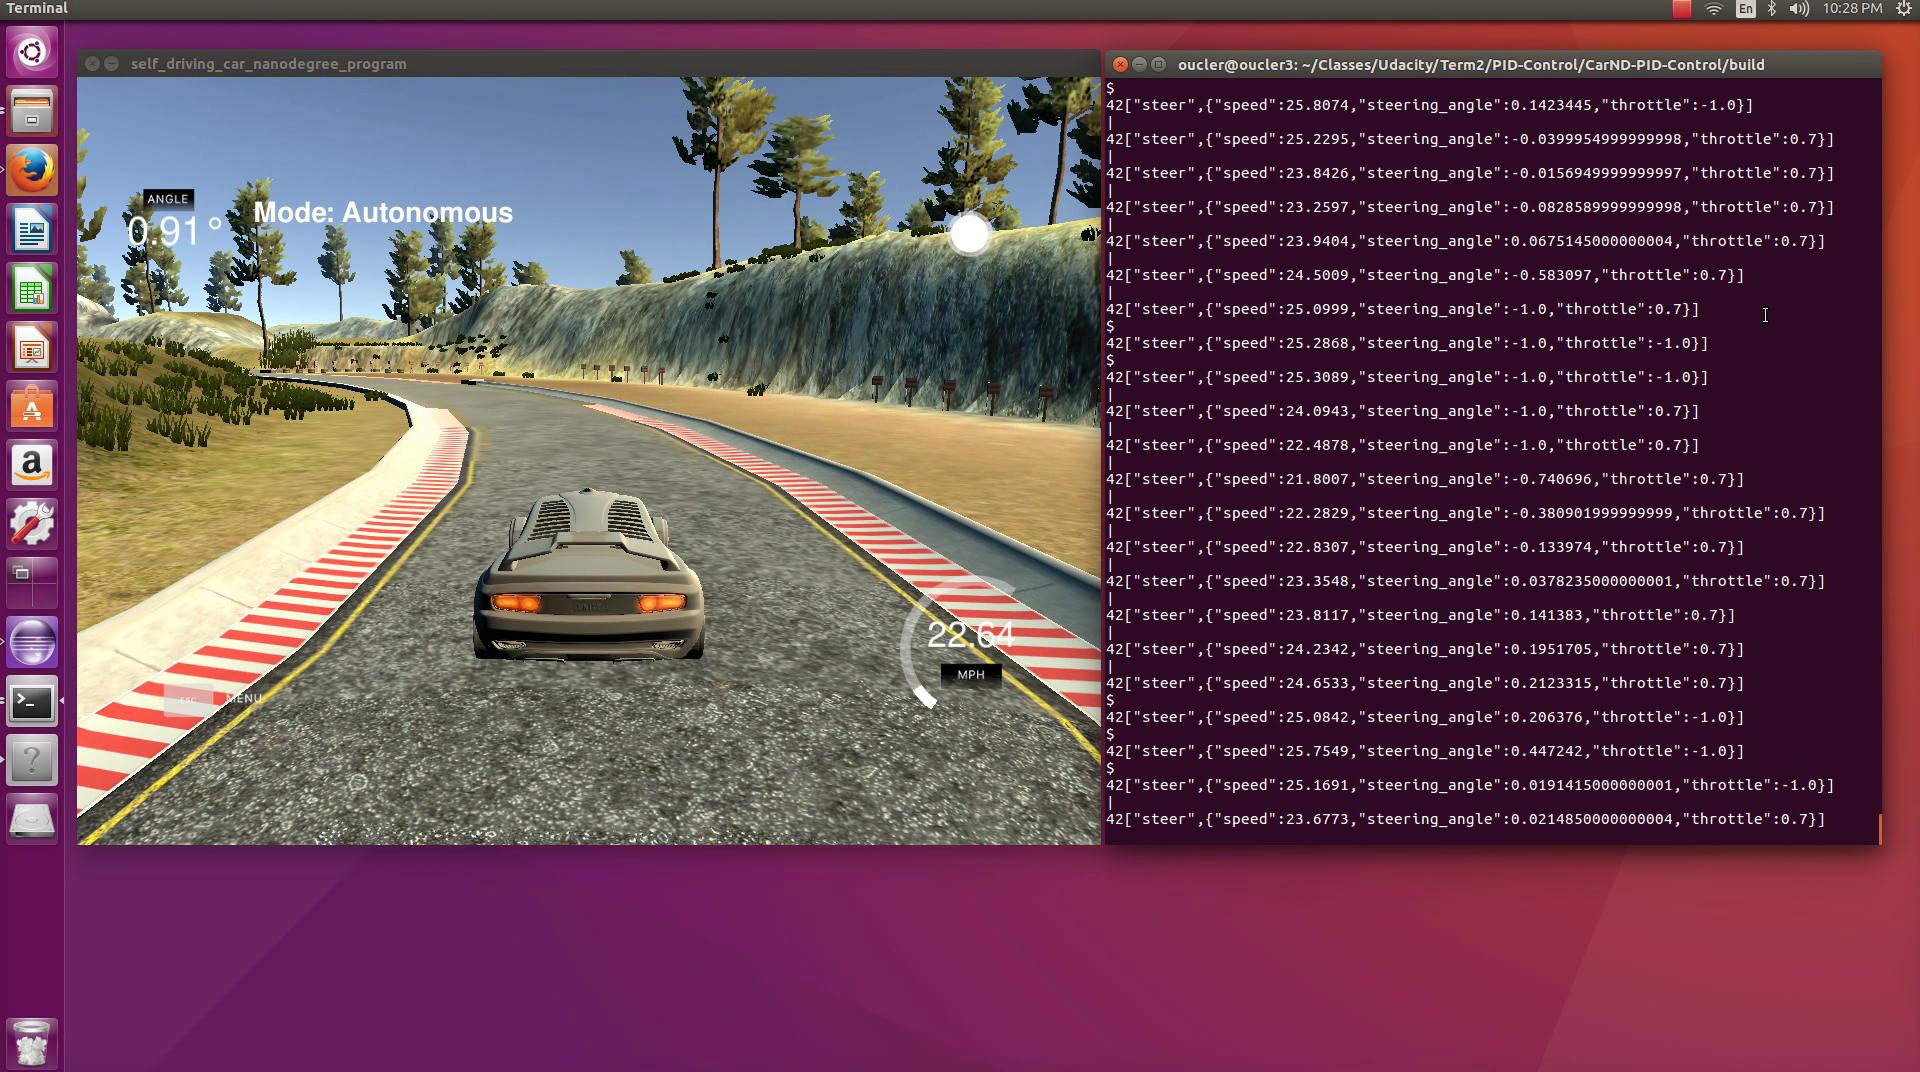 Terminal
En
10:28 PM
self_driving_car_nanodegree_program
ANGLE
0.91°
Mode: Autonomous
22.64
MPH
ESC
MENU
oucler@oucler3: ~/Classes/Udacity/Term2/PID-Control/CarND-PID-Control/build
$
42["steer",{"speed":25.8074,"steering_angle":0.1423445,"throttle":-1.0}]
|
42["steer",{"speed":25.2295,"steering_angle":-0.0399954999999998,"throttle":0.7}]
|
42["steer",{"speed":23.8426,"steering_angle":-0.0156949999999997,"throttle":0.7}]
|
42["steer",{"speed":23.2597,"steering_angle":-0.0828589999999998,"throttle":0.7}]
|
42["steer",{"speed":23.9404,"steering_angle":0.0675145000000004,"throttle":0.7}]
|
42["steer",{"speed":24.5009,"steering_angle":-0.583097,"throttle":0.7}]
|
42["steer",{"speed":25.0999,"steering_angle":-1.0,"throttle":0.7}]
$
42["steer",{"speed":25.2868,"steering_angle":-1.0,"throttle":-1.0}]
$
42["steer",{"speed":25.3089,"steering_angle":-1.0,"throttle":-1.0}]
|
42["steer",{"speed":24.0943,"steering_angle":-1.0,"throttle":0.7}]
|
42["steer",{"speed":22.4878,"steering_angle":-1.0,"throttle":0.7}]
|
42["steer",{"speed":21.8007,"steering_angle":-0.740696,"throttle":0.7}]
|
42["steer",{"speed":22.2829,"steering_angle":-0.380901999999999,"throttle":0.7}]
|
42["steer",{"speed":22.8307,"steering_angle":-0.133974,"throttle":0.7}]
|
42["steer",{"speed":23.3548,"steering_angle":0.0378235000000001,"throttle":0.7}]
|
42["steer",{"speed":23.8117,"steering_angle":0.141383,"throttle":0.7}]
|
42["steer",{"speed":24.2342,"steering_angle":0.1951705,"throttle":0.7}]
|
42["steer",{"speed":24.6533,"steering_angle":0.2123315,"throttle":0.7}]
$
42["steer",{"speed":25.0842,"steering_angle":0.206376,"throttle":-1.0}]
$
42["steer",{"speed":25.7549,"steering_angle":0.447242,"throttle":-1.0}]
$
42["steer",{"speed":25.1691,"steering_angle":0.0191415000000001,"throttle":-1.0}]
|
42["steer",{"speed":23.6773,"steering_angle":0.0214850000000004,"throttle":0.7}]